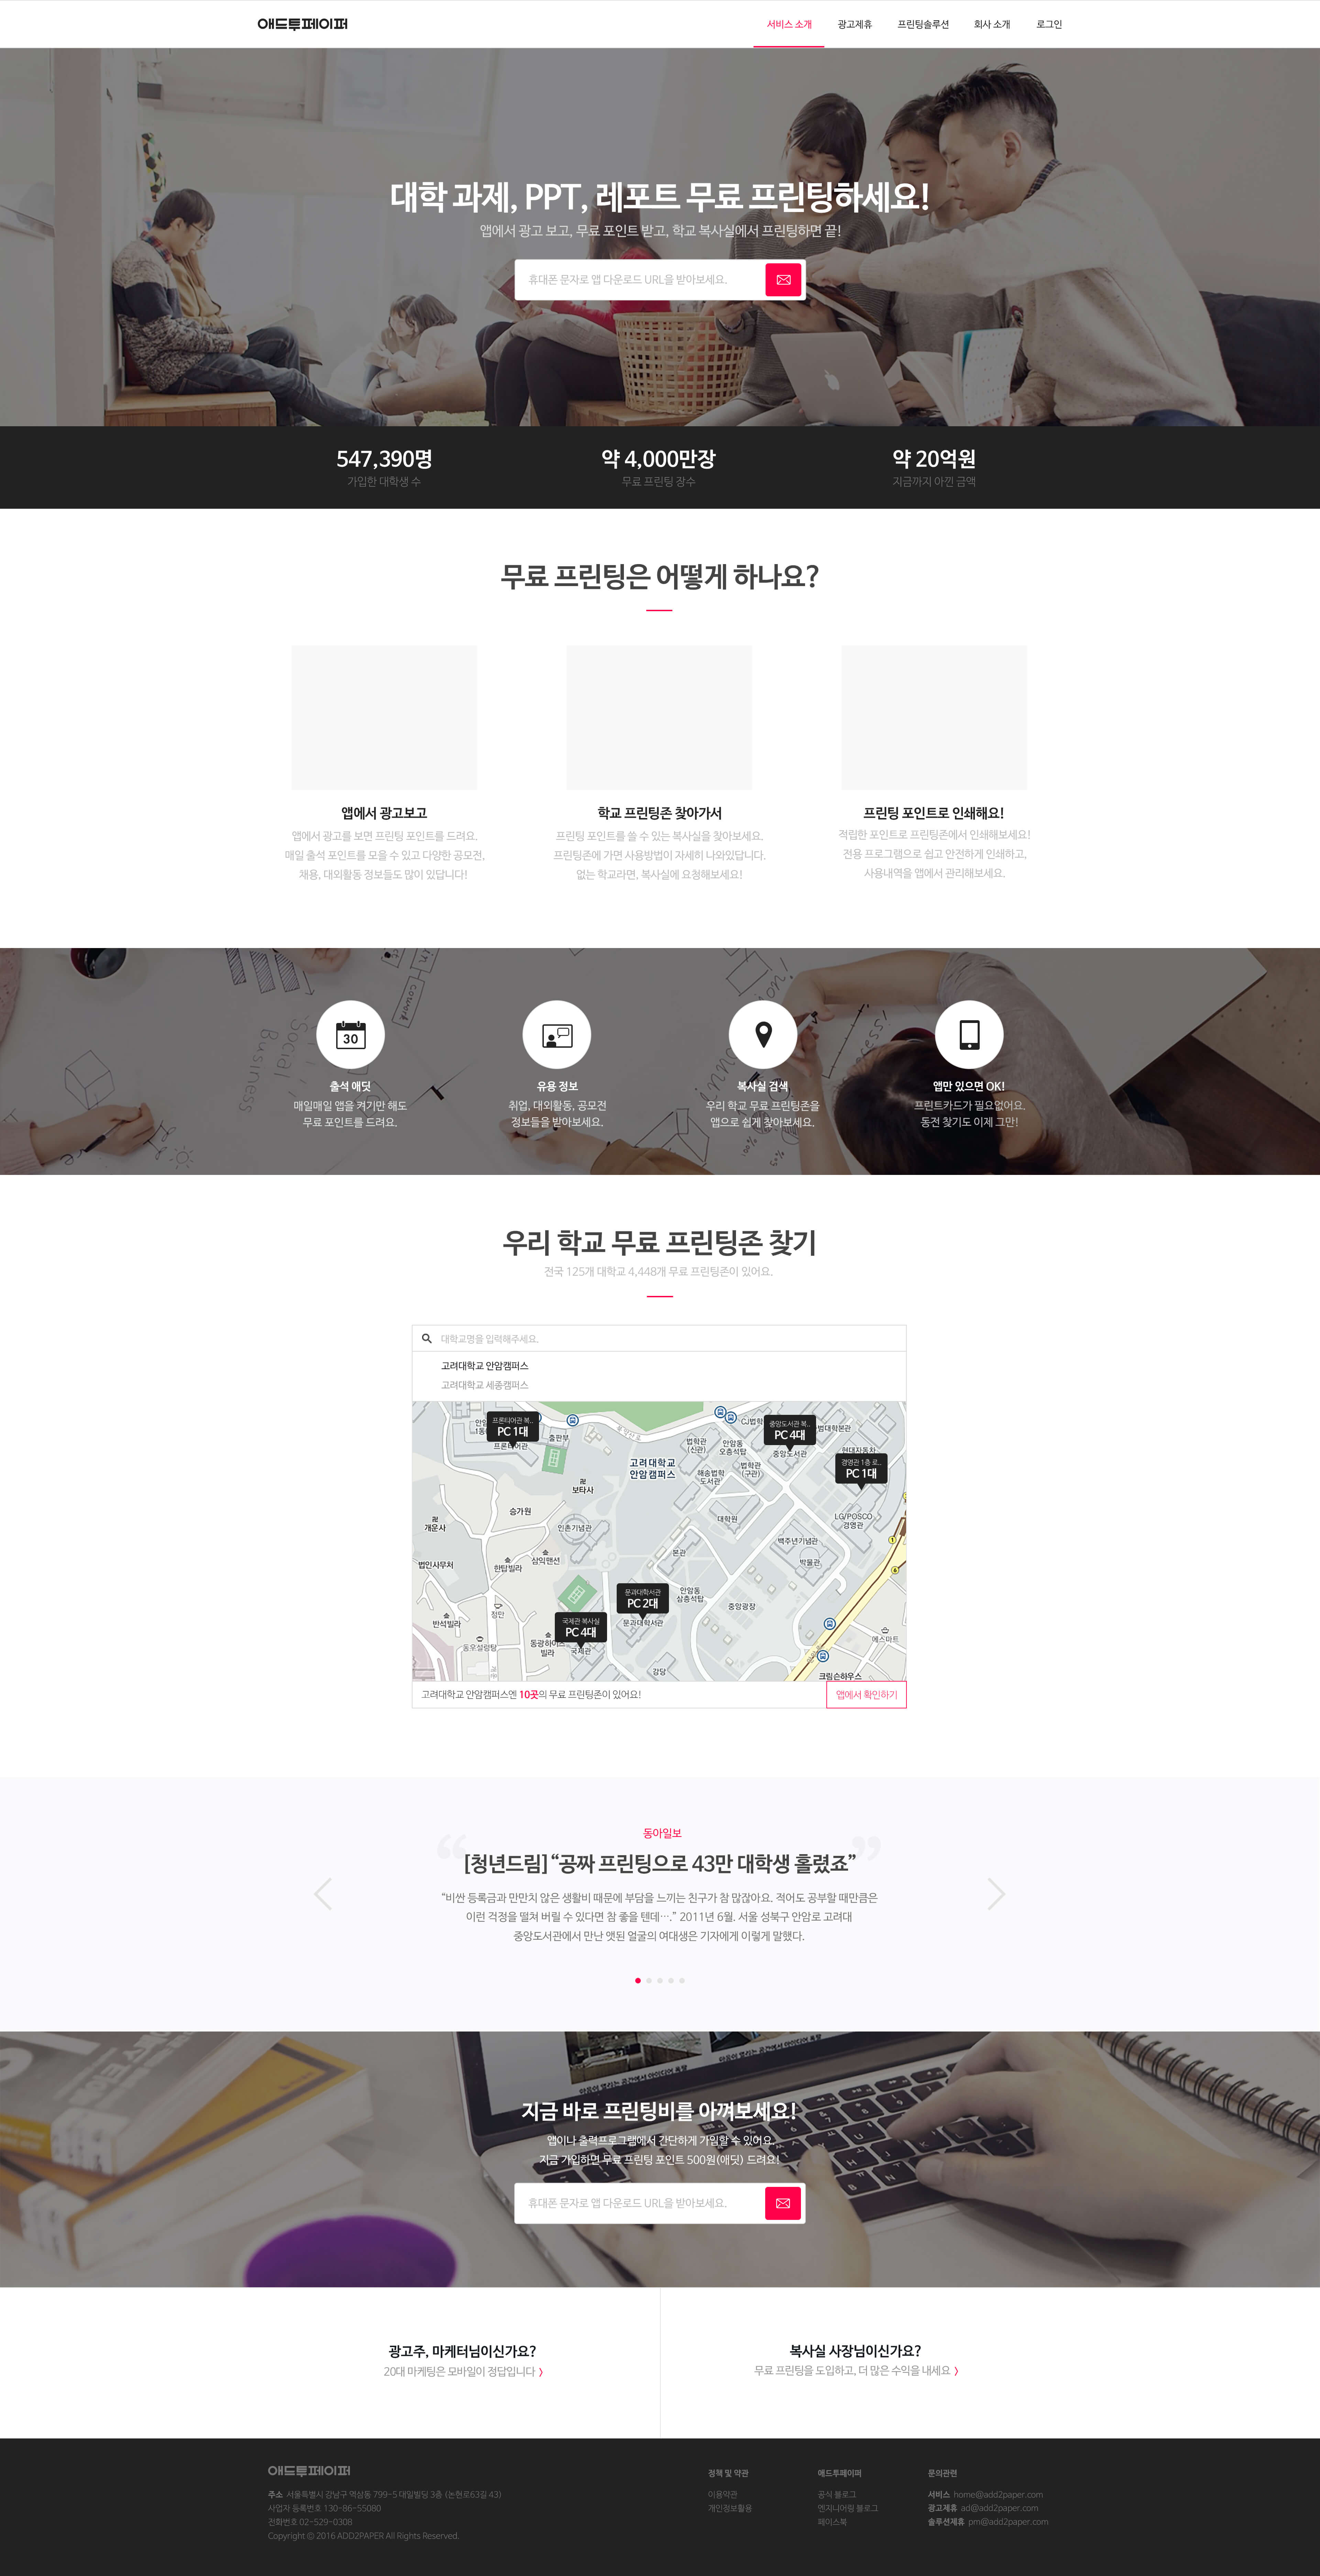 애드투페이퍼
서비스 소개 광고제휴 프린팅솔루션 회사 소개 로그인
대학 과제, PPT, 레포트 무료 프린팅하세요!
앱에서 광고 보고, 무료 포인트 받고, 학교 복사실에서 프린팅하면 끝!
휴대폰 문자로 앱 다운로드 URL을 받아보세요.
547,390명
가입한 대학생 수
약 4,000만장
무료 프린팅 장수
약 20억원
지금까지 아낀 금액
무료 프린팅은 어떻게 하나요?
앱에서 광고보고
앱에서 광고를 보면 프린팅 포인트를 드려요.
매일 출석 포인트를 모을 수 있고 다양한 공모전,
채용, 대외활동 정보들도 많이 있답니다!
학교 프린팅존 찾아가서
프린팅 포인트를 쓸 수 있는 복사실을 찾아보세요.
프린팅존에 가면 사용방법이 자세히 나와있답니다.
없는 학교라면, 복사실에 요청해보세요!
프린팅 포인트로 인쇄해요!
적립한 포인트로 프린팅존에서 인쇄해보세요!
전용 프로그램으로 쉽고 안전하게 인쇄하고,
사용내역을 앱에서 관리해보세요.
30
출석 애딧
매일매일 앱을 켜기만 해도
무료 포인트를 드려요.
유용 정보
취업, 대외활동, 공모전
정보들을 받아보세요.
복사실 검색
우리 학교 무료 프린팅존을
앱으로 쉽게 찾아보세요.
앱만 있으면 OK!
프린트카드가 필요없어요.
동전 찾기도 이제 그만!
Business
Social
우리 학교 무료 프린팅존 찾기
전국 125개 대학교 4,448개 무료 프린팅존이 있어요.
대학교명을 입력해주세요.
고려대학교 안암캠퍼스
고려대학교 세종캠퍼스
프론티어관 복..
PC 1대
프론티어관
출판부
중앙도서관 복..
PC 4대
중앙도서관
경영관 1층 로..
PC 1대
현대자동차
CJ법학
법학관
(신관)
안암동
오층석탑
고려대학교
안암캠퍼스
해송법학
도서관
법학관
(구관)
보타사
승가원
개운사
인촌기념관
대학원
LG/POSCO
경영관
백주년기념관
본관
박물관
법인사무처
한탑빌라
삼익맨션
문과대학서관
PC 2대
문과대학서관
안암동
삼층석탑
중앙광장
국제관 복사실
PC 4대
국제관
정만
반석빌라
동우설렁탕
동광하이츠
빌라
에스마트
강당
크림슨하우스
고려대학교 안암캠퍼스엔 10곳의 무료 프린팅존이 있어요!
앱에서 확인하기
동아일보
[청년드림] “공짜 프린팅으로 43만 대학생 홀렸죠”
“비싼 등록금과 만만치 않은 생활비 때문에 부담을 느끼는 친구가 참 많잖아요. 적어도 공부할 때만큼은
이런 걱정을 떨쳐 버릴 수 있다면 참 좋을 텐데….” 2011년 6월. 서울 성북구 안암로 고려대
중앙도서관에서 만난 앳된 얼굴의 여대생은 기자에게 이렇게 말했다.
지금 바로 프린팅비를 아껴보세요!
앱이나 출력프로그램에서 간단하게 가입할 수 있어요.
지금 가입하면 무료 프린팅 포인트 500원(애딧) 드려요!
휴대폰 문자로 앱 다운로드 URL을 받아보세요.
광고주, 마케터님이신가요?
20대 마케팅은 모바일이 정답입니다 >
복사실 사장님이신가요?
무료 프린팅을 도입하고, 더 많은 수익을 내세요 >
애드투페이퍼
주소 서울특별시 강남구 역삼동 799-5 대일빌딩 3층 (논현로63길 43)
사업자 등록번호 130-86-55080
전화번호 02-529-0308
Copyright ⓒ 2016 ADD2PAPER All Rights Reserved.
정책 및 약관
이용약관
개인정보활용
애드투페이퍼
공식 블로그
엔지니어링 블로그
페이스북
문의관련
서비스 home@add2paper.com
광고제휴 ad@add2paper.com
솔루션제휴 pm@add2paper.com